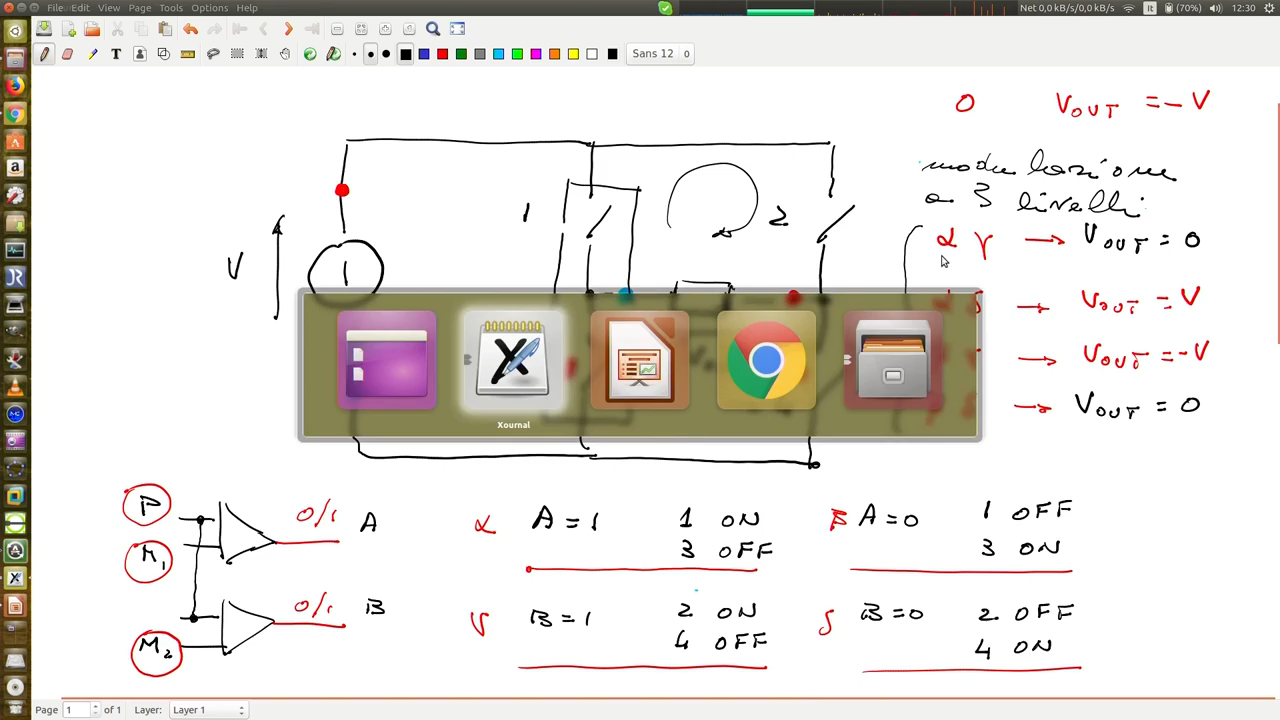 File Edit View Journal Tools Options Help
Net 0,0 kB/s/0,0 kB/s It (70%) 12:30
Sans 12
0 VOUT = - V
modulazione
a 3 livelli
1
2
V
α γ → VOUT = 0
→ VOUT = V
→ VOUT = -V
→ VOUT = 0
Xournal
P 0/1 A
M1
0/1 B
M2
α A = 1 1 ON
3 OFF
β A = 0 1 OFF
3 ON
γ B = 1 2 ON
4 OFF
δ B = 0 2 OFF
4 ON
Page 1 of 1 Layer: Layer 1